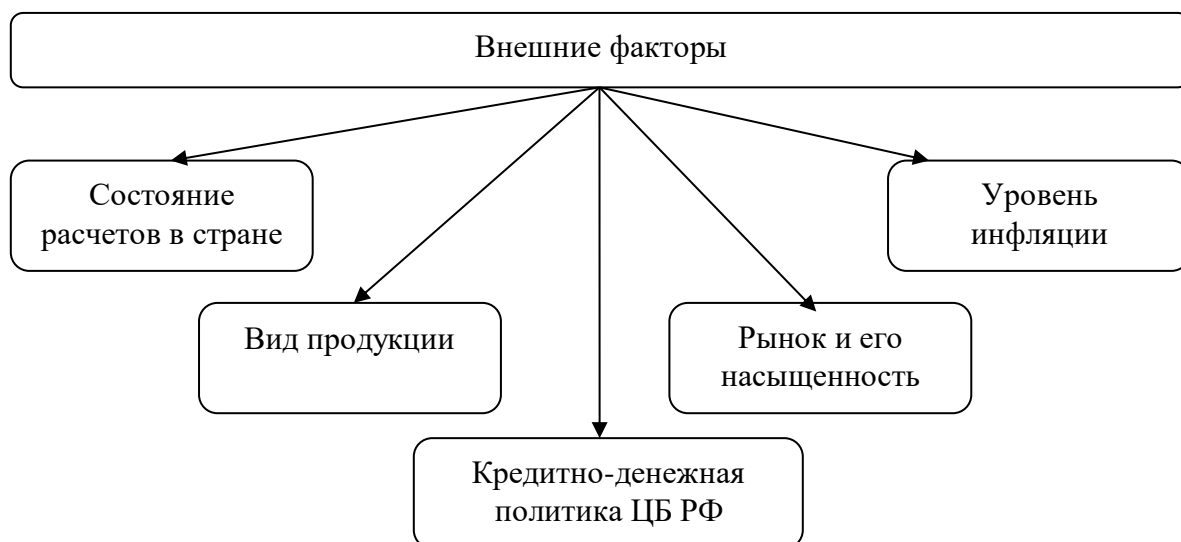 Внешние факторы
Состояние
расчетов в стране
Уровень
инфляции
Вид продукции
Рынок и его
насыщенность
Кредитно-денежная
политика ЦБ РФ